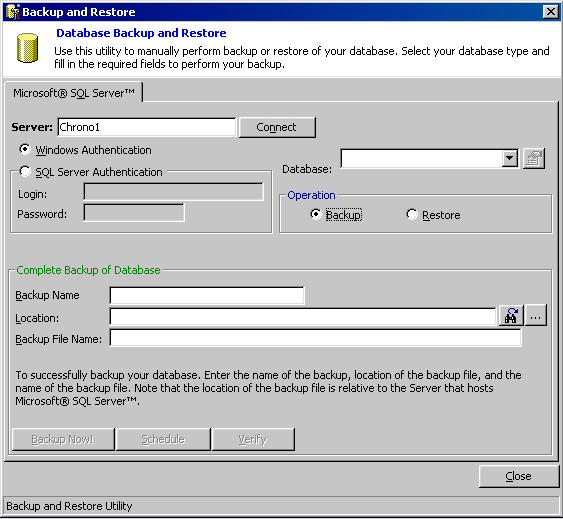 Backup and Restore
Database Backup and Restore
Use this utility to manually perform backup or restore of your database. Select your database type and
fill in the required fields to perform your backup.
Microsoft® SQL Server™
Server: Chrono1 Connect
Windows Authentication
SQL Server Authentication
Login:
Password:
Database:
Operation
Backup Restore
Complete Backup of Database
Backup Name
Location: ...
Backup File Name:
To successfully backup your database. Enter the name of the backup, location of the backup file, and the
name of the backup file. Note that the location of the backup file is relative to the Server that hosts
Microsoft® SQL Server™.
Backup Now! Schedule Verify
Close
Backup and Restore Utility